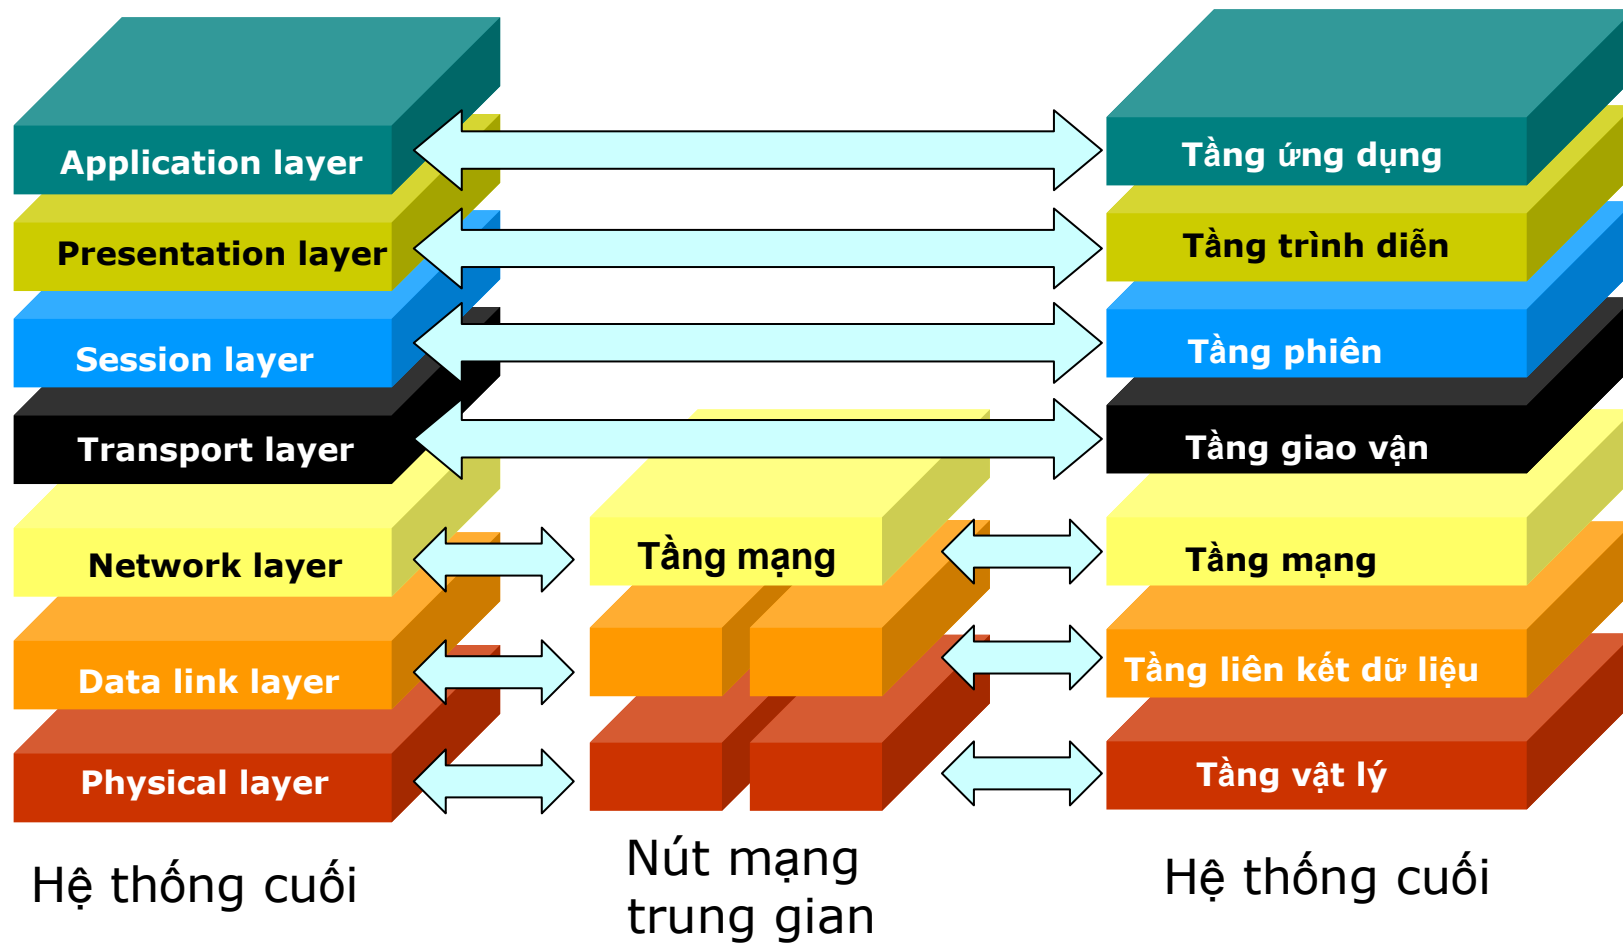 Application layer
Presentation layer
Session layer
Transport layer
Network layer
Data link layer
Physical layer
Hệ thống cuối
Tầng mạng
Nút mạng
trung gian
Tầng ứng dụng
Tầng trình diễn
Tầng phiên
Tầng giao vận
Tầng mạng
Tầng liên kết dữ liệu
Tầng vật lý
Hệ thống cuối